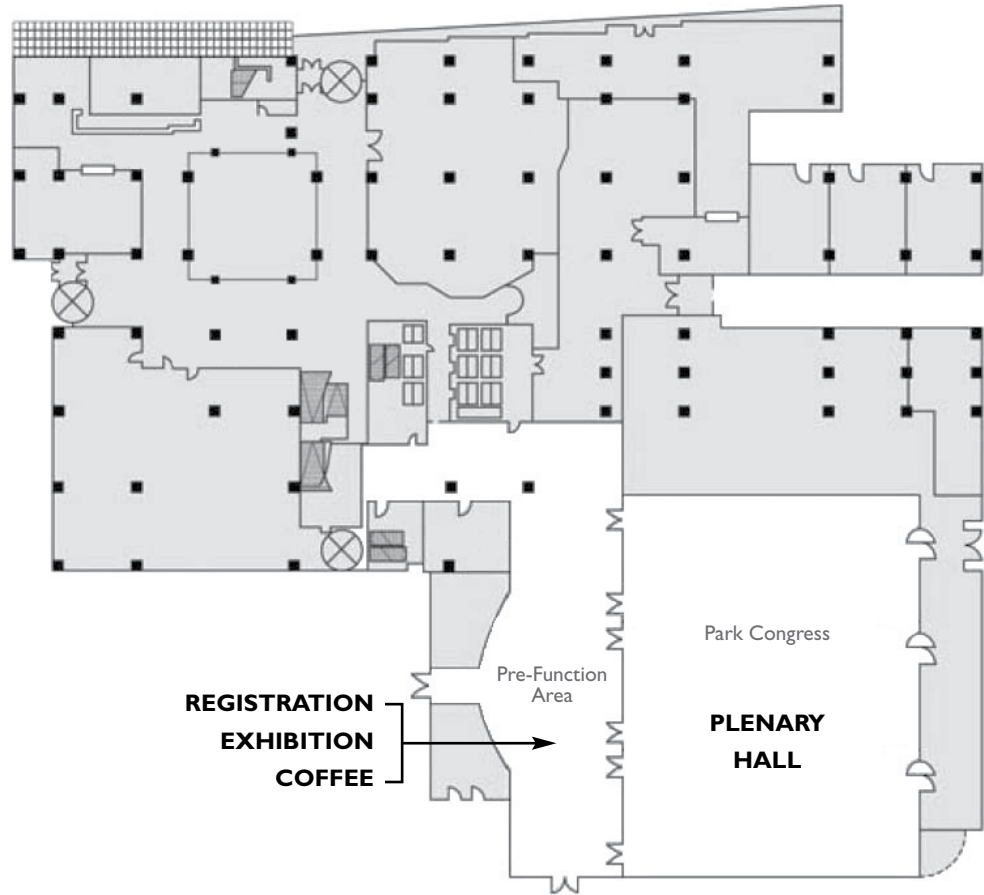 Park Congress
Pre-Function
Area
REGISTRATION
EXHIBITION
COFFEE
PLENARY
HALL